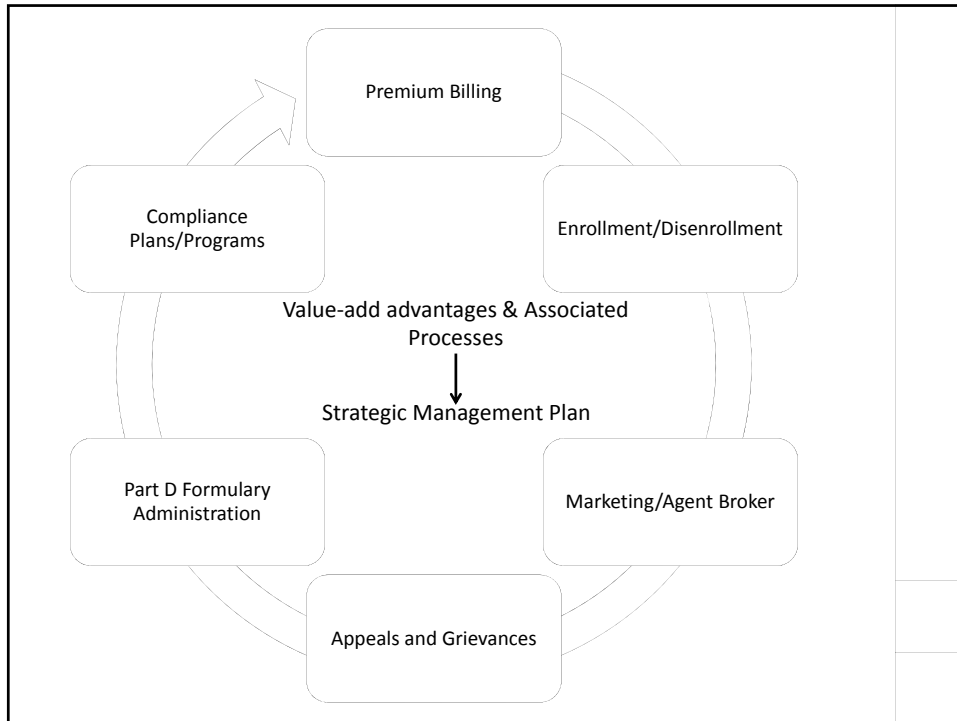 Premium Billing
Compliance
Plans/Programs
Enrollment/Disenrollment
Value-add advantages & Associated
Processes
Strategic Management Plan
Part D Formulary
Administration
Marketing/Agent Broker
Appeals and Grievances